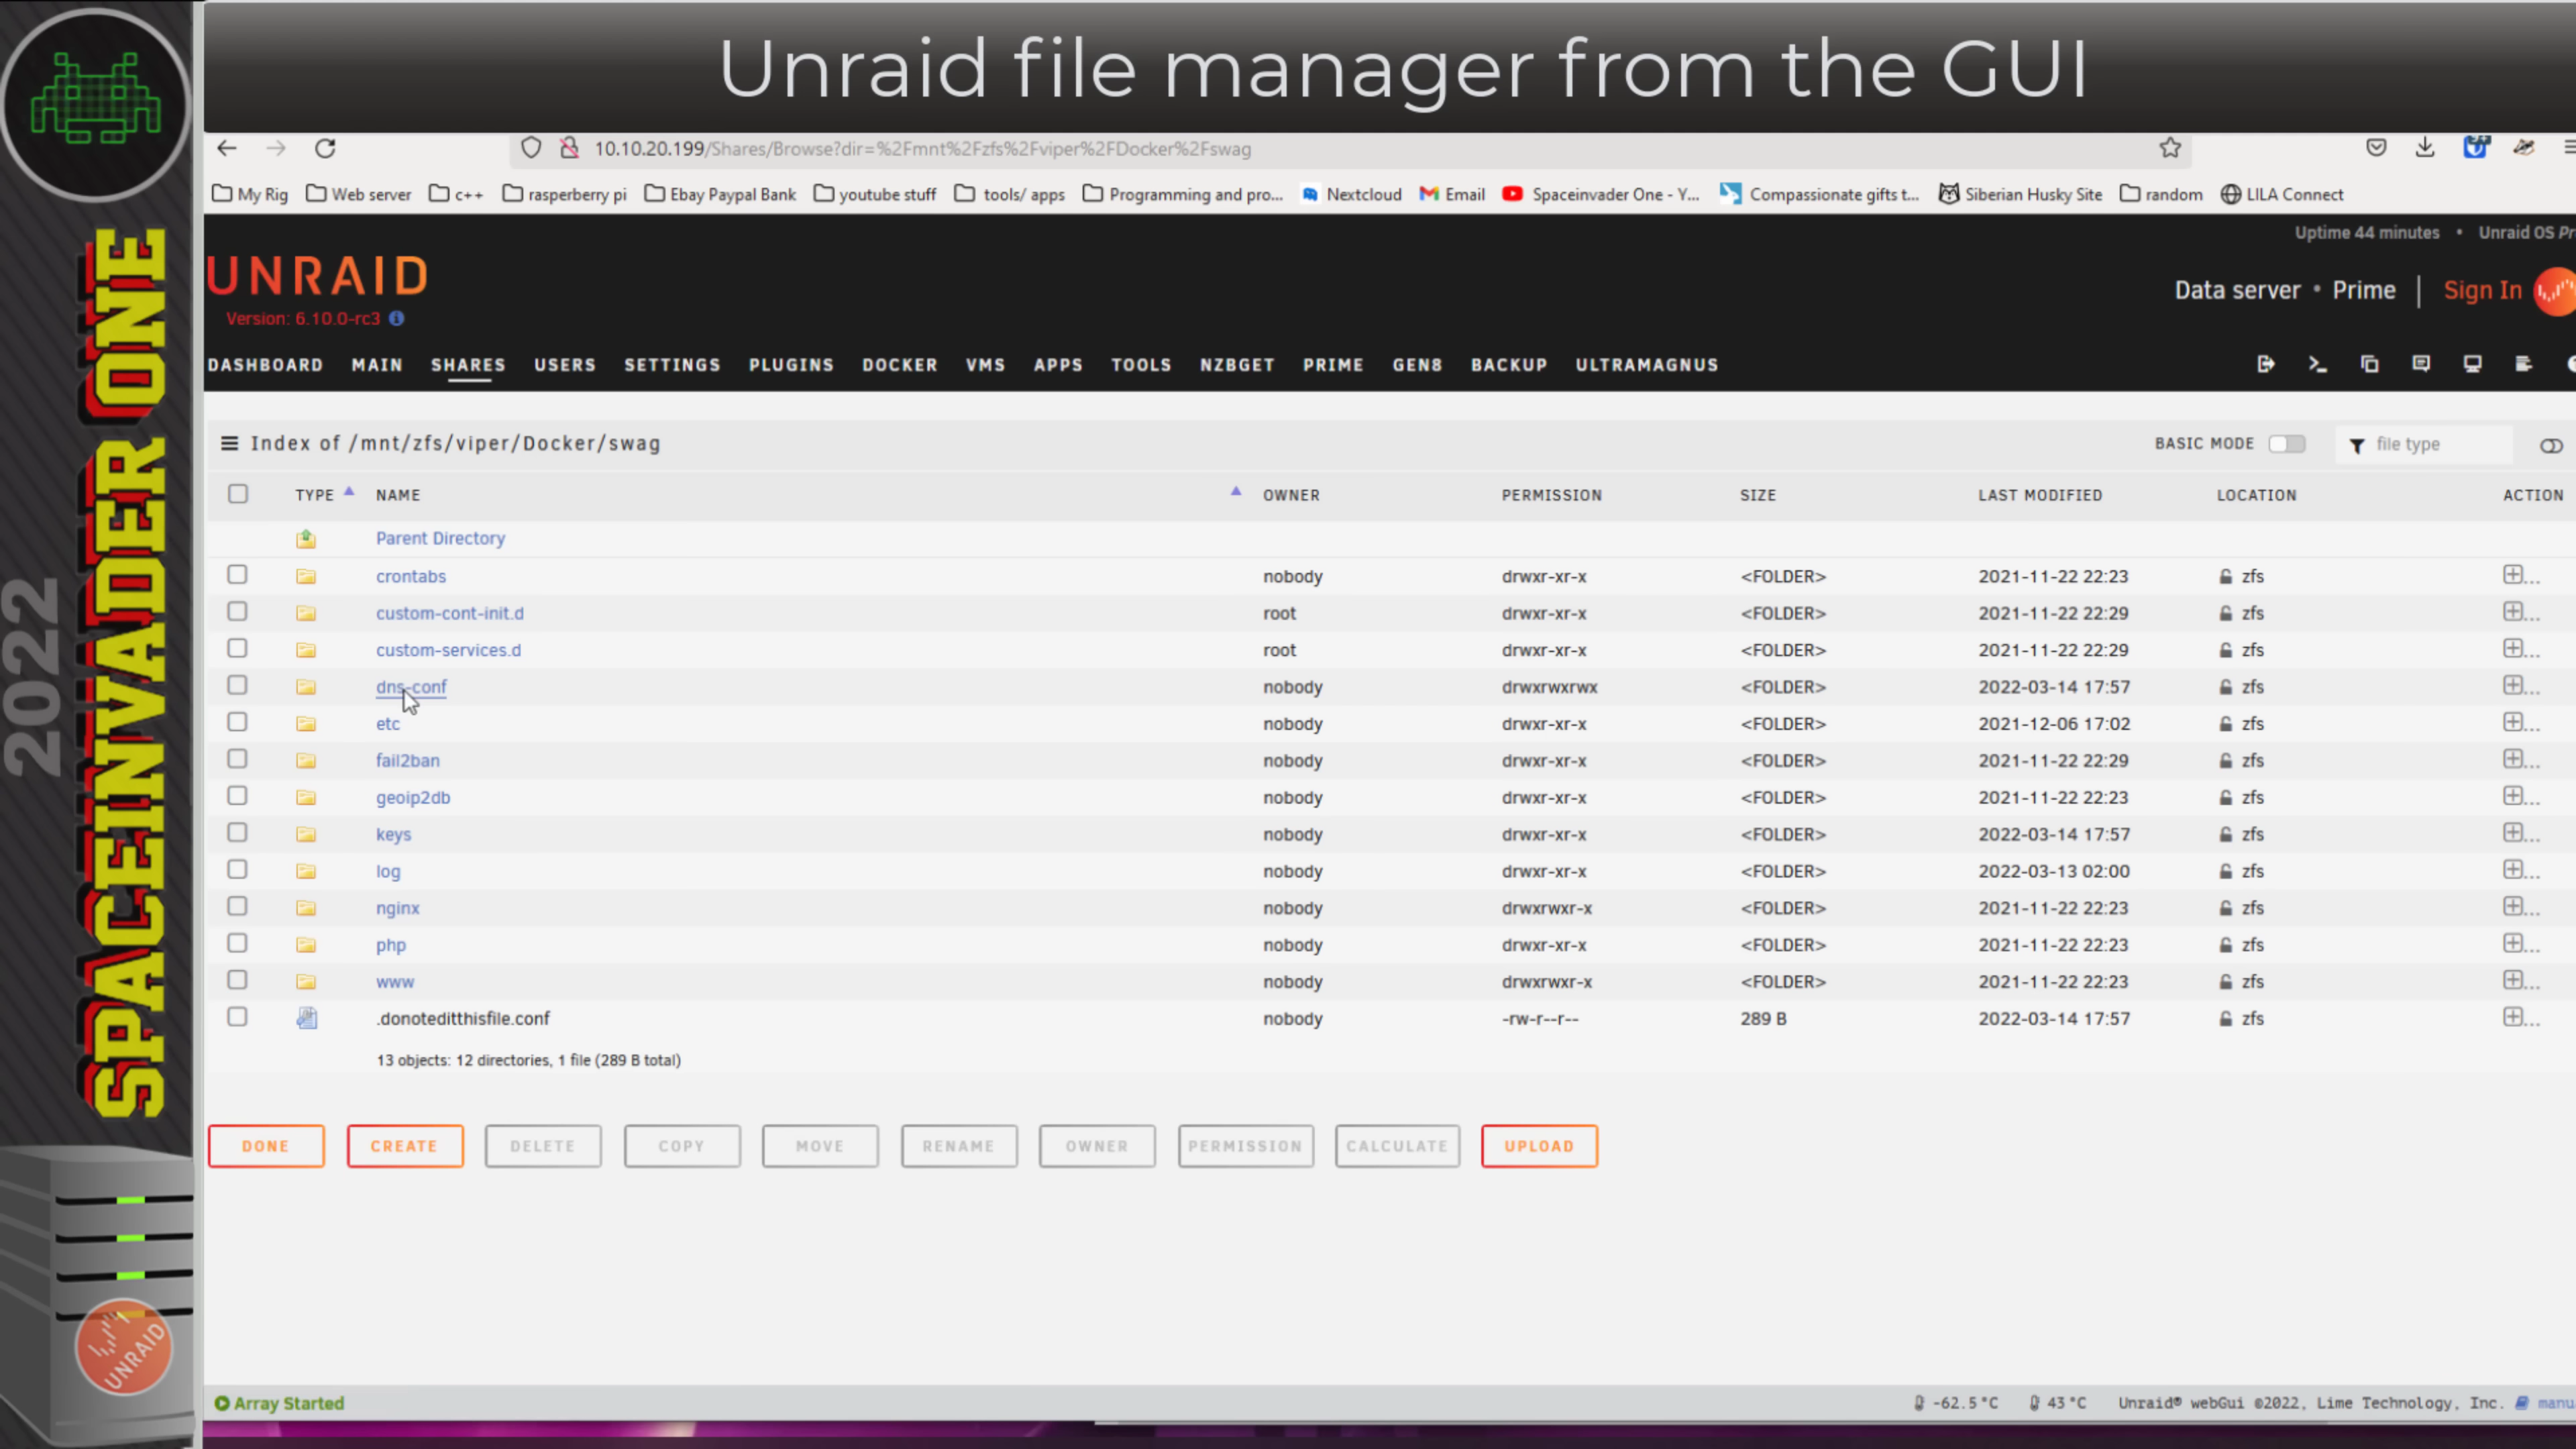 Unraid file manager from the GUI
2022
SPACEINVADER ONE
10.10.20.199/Shares/Browse?dir=%2Fmnt%2Fzfs%2Fviper%2FDocker%2Fswag
My Rig Web server c++ rasperberry pi Ebay Paypal Bank youtube stuff tools/ apps Programming and pro... Nextcloud Email Spaceinvader One - Y... Compassionate gifts t... Siberian Husky Site random LILA Connect
Uptime 44 minutes • Unraid OS Pr
UNRAID
Version: 6.10.0-rc3
Data server • Prime | Sign In
DASHBOARD MAIN SHARES USERS SETTINGS PLUGINS DOCKER VMS APPS TOOLS NZBGET PRIME GEN8 BACKUP ULTRAMAGNUS
Index of /mnt/zfs/viper/Docker/swag BASIC MODE file type
TYPE NAME OWNER PERMISSION SIZE LAST MODIFIED LOCATION ACTION
Parent Directory
crontabs nobody drwxr-xr-x <FOLDER> 2021-11-22 22:23 zfs ...
custom-cont-init.d root drwxr-xr-x <FOLDER> 2021-11-22 22:29 zfs ...
custom-services.d root drwxr-xr-x <FOLDER> 2021-11-22 22:29 zfs ...
dns-conf nobody drwxrwxrwx <FOLDER> 2022-03-14 17:57 zfs ...
etc nobody drwxr-xr-x <FOLDER> 2021-12-06 17:02 zfs ...
fail2ban nobody drwxr-xr-x <FOLDER> 2021-11-22 22:29 zfs ...
geoip2db nobody drwxr-xr-x <FOLDER> 2021-11-22 22:23 zfs ...
keys nobody drwxr-xr-x <FOLDER> 2022-03-14 17:57 zfs ...
log nobody drwxr-xr-x <FOLDER> 2022-03-13 02:00 zfs ...
nginx nobody drwxrwxr-x <FOLDER> 2021-11-22 22:23 zfs ...
php nobody drwxr-xr-x <FOLDER> 2021-11-22 22:23 zfs ...
www nobody drwxrwxr-x <FOLDER> 2021-11-22 22:23 zfs ...
.donoteditthisfile.conf nobody -rw-r--r-- 289 B 2022-03-14 17:57 zfs ...
13 objects: 12 directories, 1 file (289 B total)
DONE CREATE DELETE COPY MOVE RENAME OWNER PERMISSION CALCULATE UPLOAD
UNRAID
Array Started -62.5°C 43°C Unraid® webGui ©2022, Lime Technology, Inc. manu